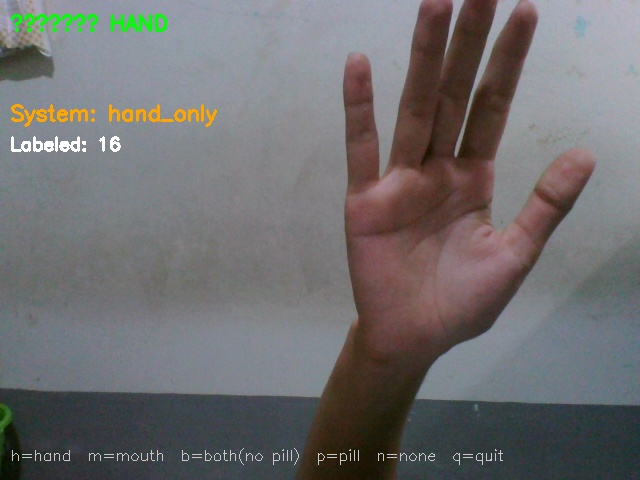 ??????? HAND
System: hand_only
Labeled: 16
h=hand m=mouth b=both(no pill) p=pill n=none q=quit